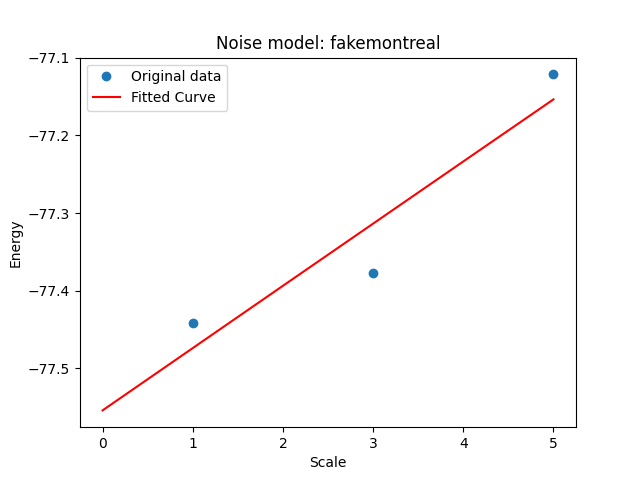 Noise model: fakemontreal
−77.1
−77.2
−77.3
−77.4
−77.5
Energy
Original data
Fitted Curve
0 1 2 3 4 5
Scale